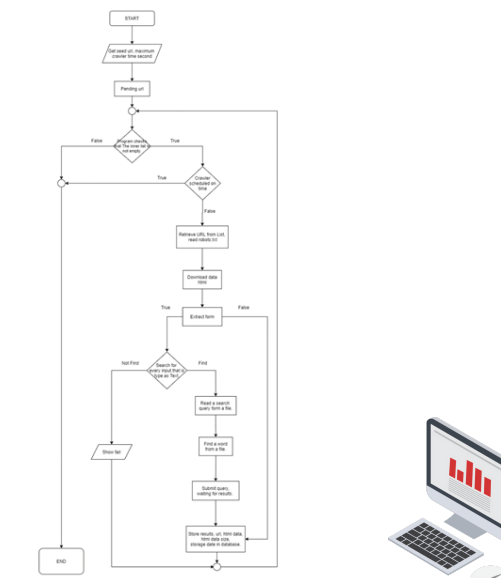 START
Get seed url, maximum
crawler time second
Pending url
False
Program checks
that The inner list is
not empty
True
True
Crawler
scheduled on
time
False
Retrieve URL from List,
read robots.txt
Download data
html
True
Extract form
False
Not Find
Search for
every input that is
type as Text
Find
Read a search
query form a file
Find a word
from a file
Show fail
Submit query,
waiting for results
Store results, url, html data,
html data size,
storage date in database
END